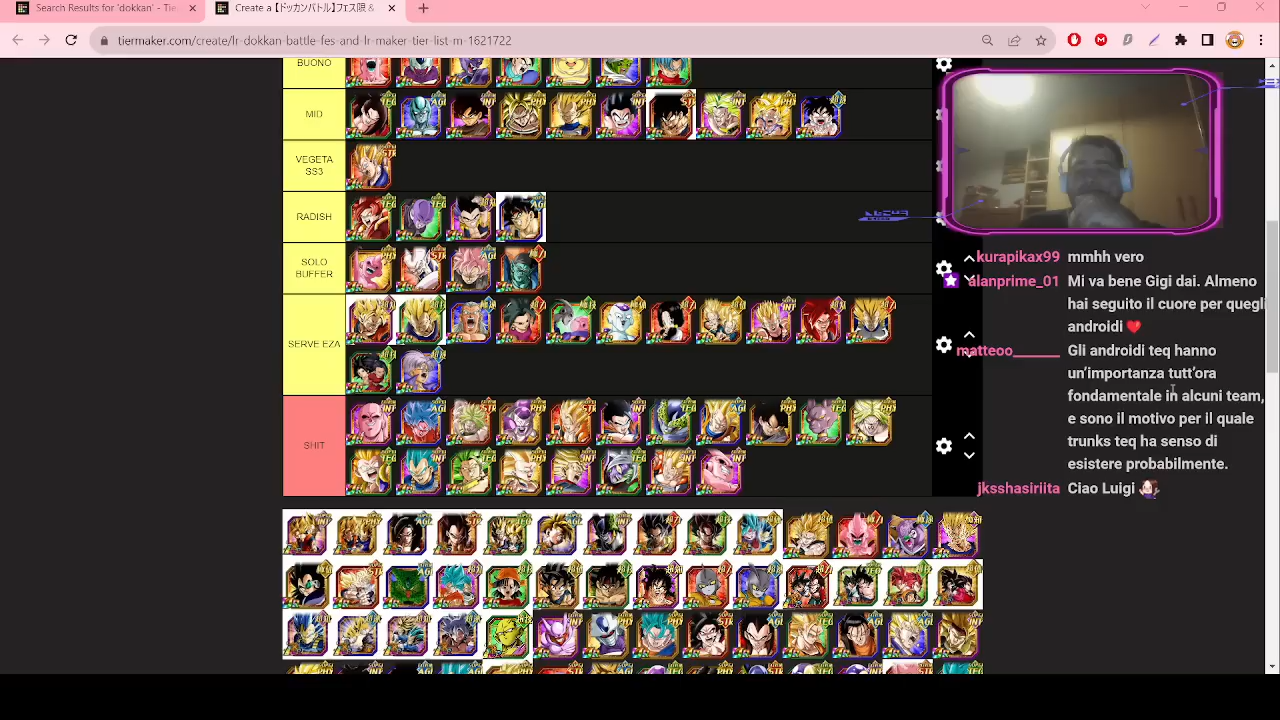 Search Results for 'dokkan' - Tier
Create a 【ドッカンバトル】フェス限 &
tiermaker.com/create/lr-dokkan-battle-fes-and-lr-maker-tier-list-m-1621722
BUONO
MID
VEGETA
SS3
RADISH
SOLO
BUFFER
SERVE EZA
SHIT
kurapikax99 mmhh vero
alanprime_01 Mi va bene Gigi dai. Almeno
hai seguito il cuore per quegli
androidi ❤️
matteoo_______ Gli androidi teq hanno
un'importanza tutt'ora
fondamentale in alcuni team,
e sono il motivo per il quale
trunks teq ha senso di
esistere probabilmente.
jksshasiriita Ciao Luigi